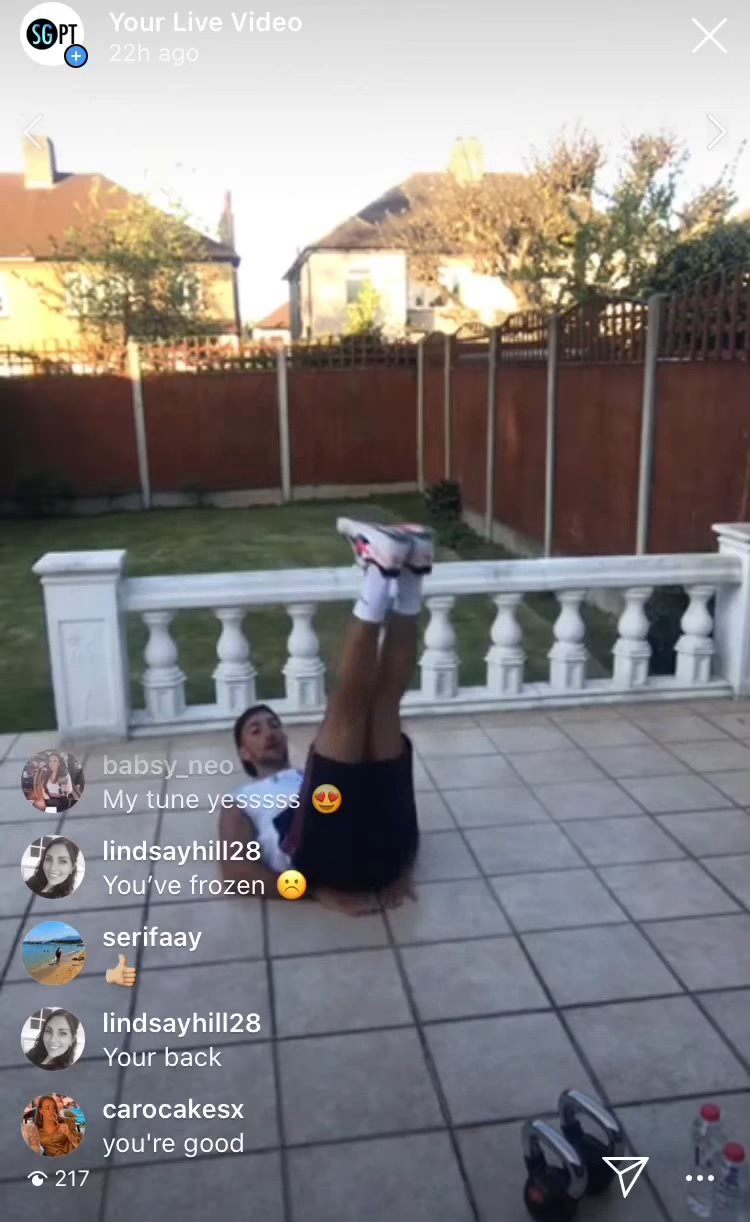 SGPT
Your Live Video
22h ago
babsy_neo
My tune yesssss 😍
lindsayhill28
You’ve frozen ☹️
serifaay
👍🏼
lindsayhill28
Your back
carocakesx
you're good
217